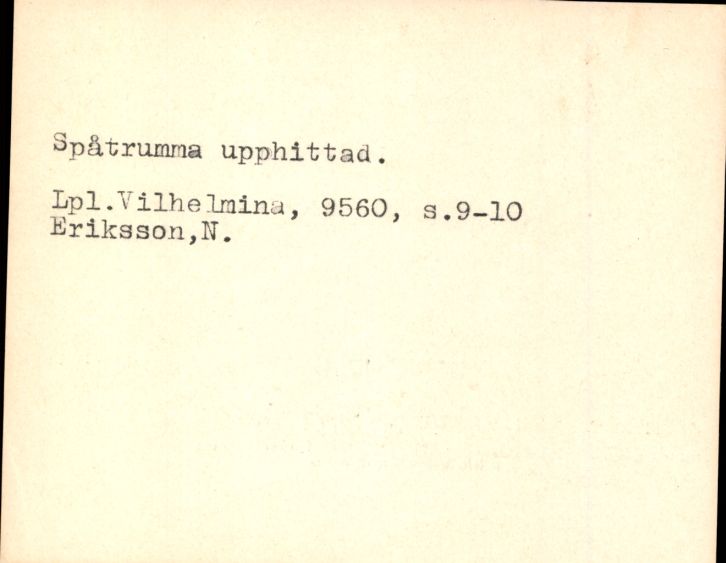 Spåtrumma upphittad.
Lpl.Vilhelmina, 9560, s.9-10
Eriksson,N.